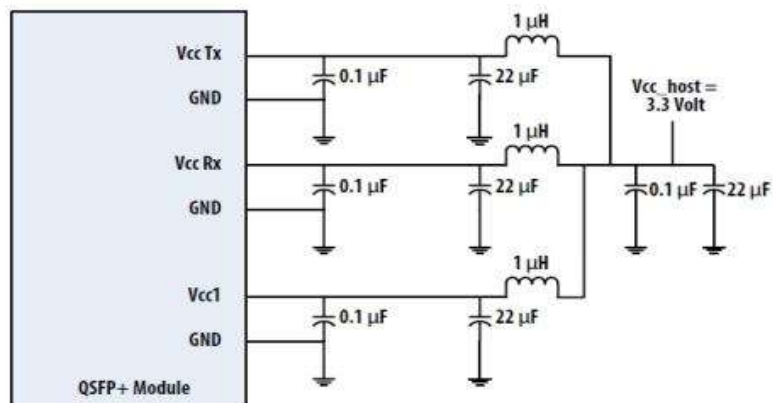 1 µH
Vcc Tx
0.1 µF
22 µF
GND
Vcc_host =
3.3 Volt
1 µH
Vcc Rx
0.1 µF
22 µF
0.1 µF
22 µF
GND
1 µH
Vcc1
0.1 µF
22 µF
GND
QSFP+ Module